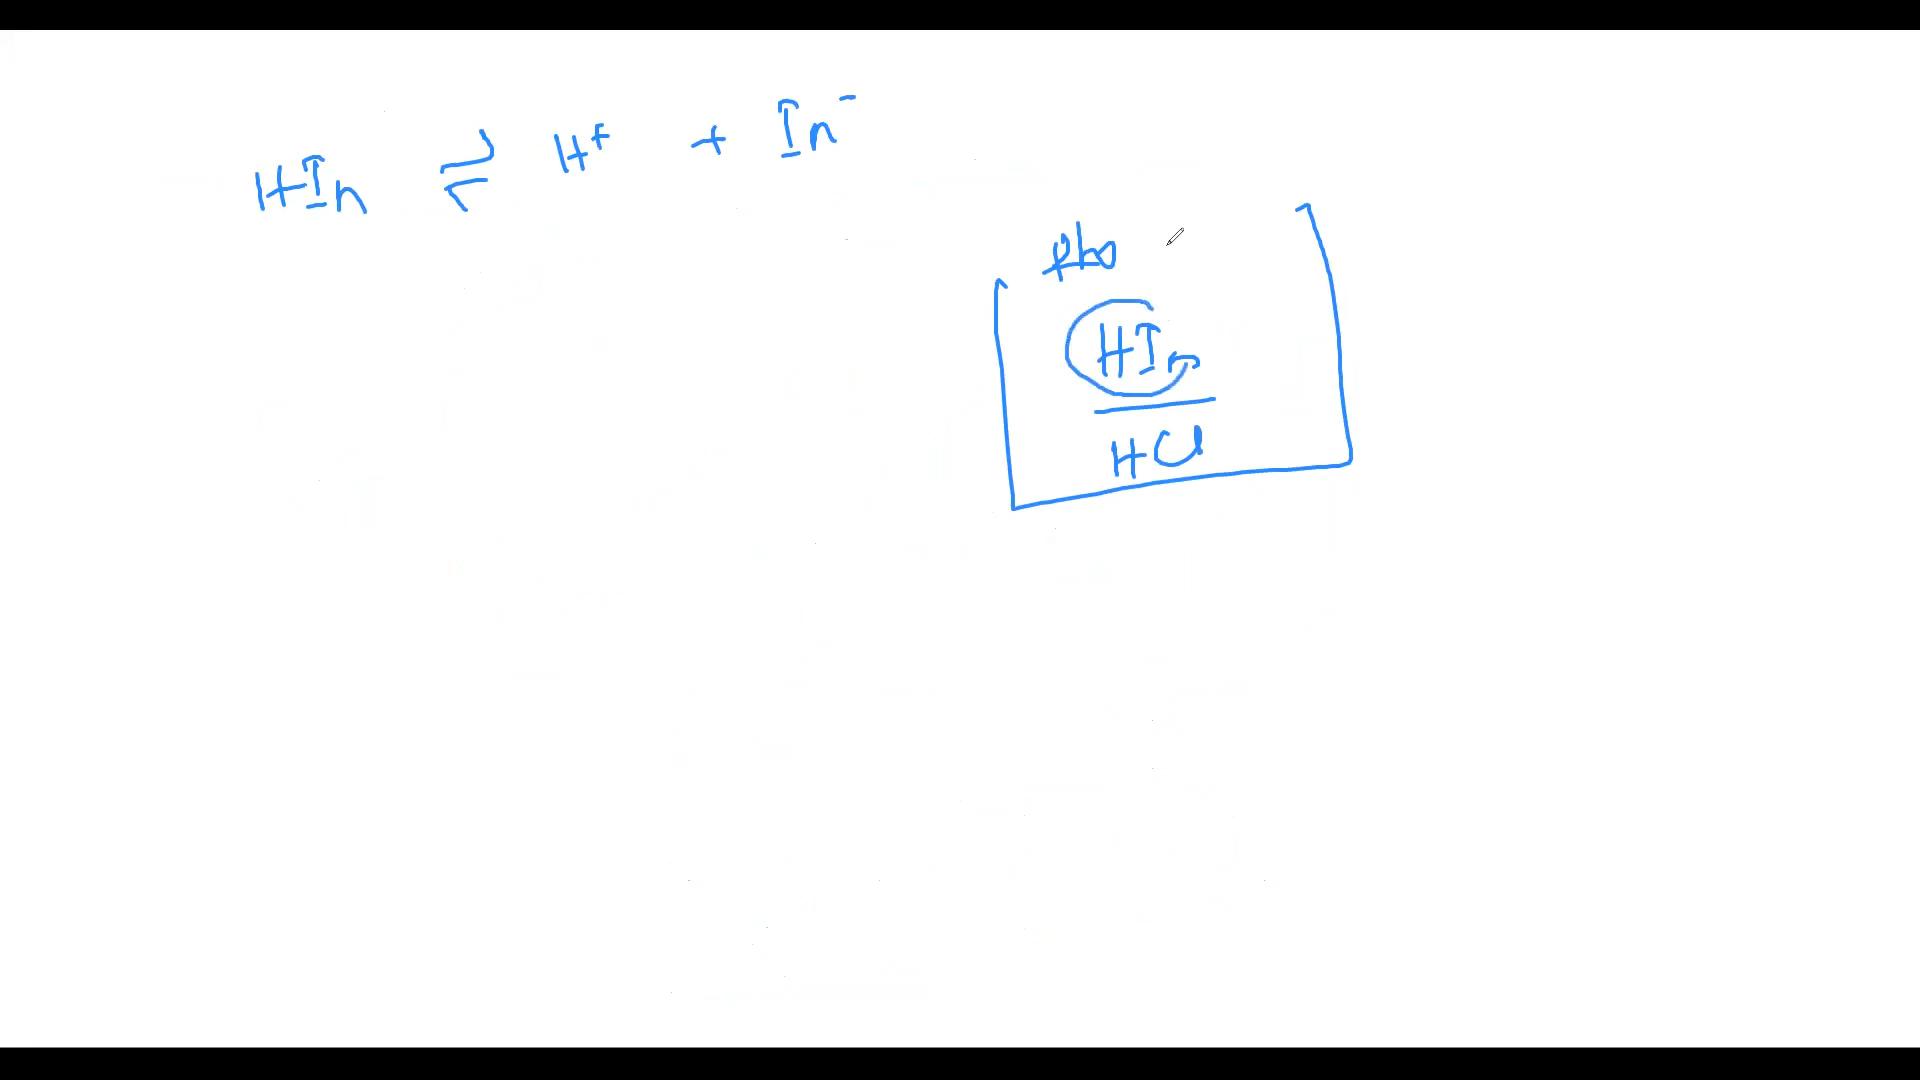 HIn ⇌ H⁺ + In⁻
pho
HIn
HCl